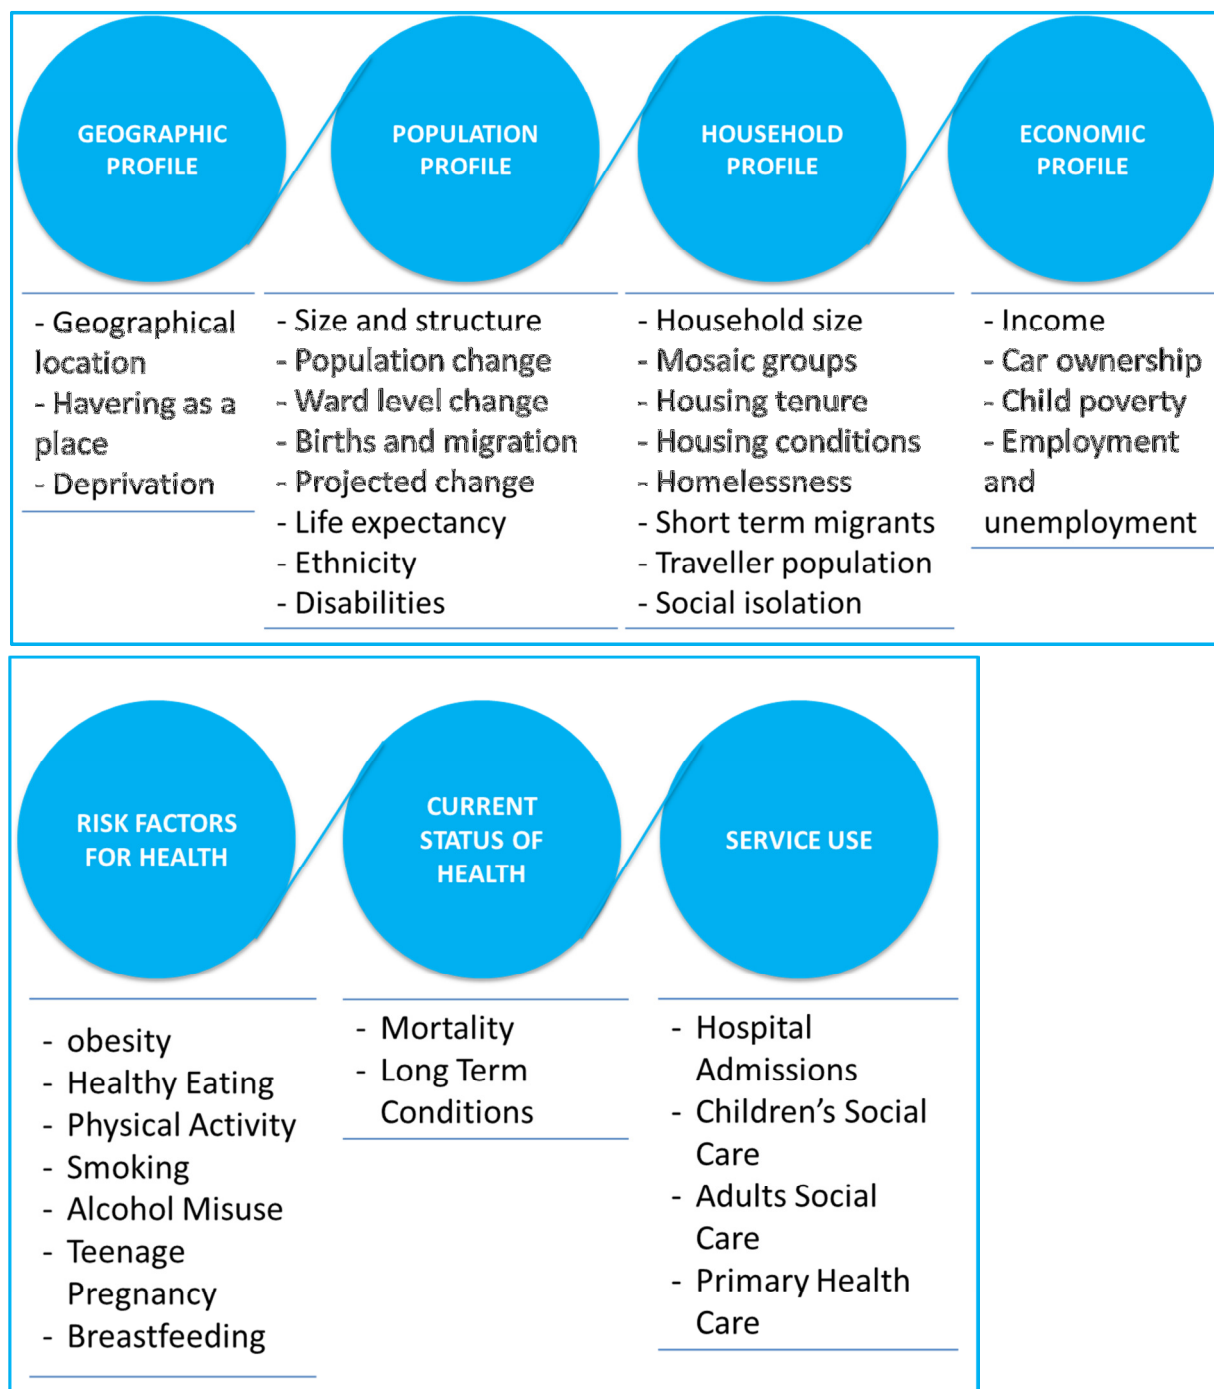 GEOGRAPHIC
PROFILE
- Geographical
location
- Havering as a
place
- Deprivation
POPULATION
PROFILE
- Size and structure
- Population change
- Ward level change
- Births and migration
- Projected change
- Life expectancy
- Ethnicity
- Disabilities
HOUSEHOLD
PROFILE
- Household size
- Mosaic groups
- Housing tenure
- Housing conditions
- Homelessness
- Short term migrants
- Traveller population
- Social isolation
ECONOMIC
PROFILE
- Income
- Car ownership
- Child poverty
- Employment
and
unemployment
RISK FACTORS
FOR HEALTH
- obesity
- Healthy Eating
- Physical Activity
- Smoking
- Alcohol Misuse
- Teenage
Pregnancy
- Breastfeeding
CURRENT
STATUS OF
HEALTH
- Mortality
- Long Term
Conditions
SERVICE USE
- Hospital
Admissions
- Children’s Social
Care
- Adults Social
Care
- Primary Health
Care